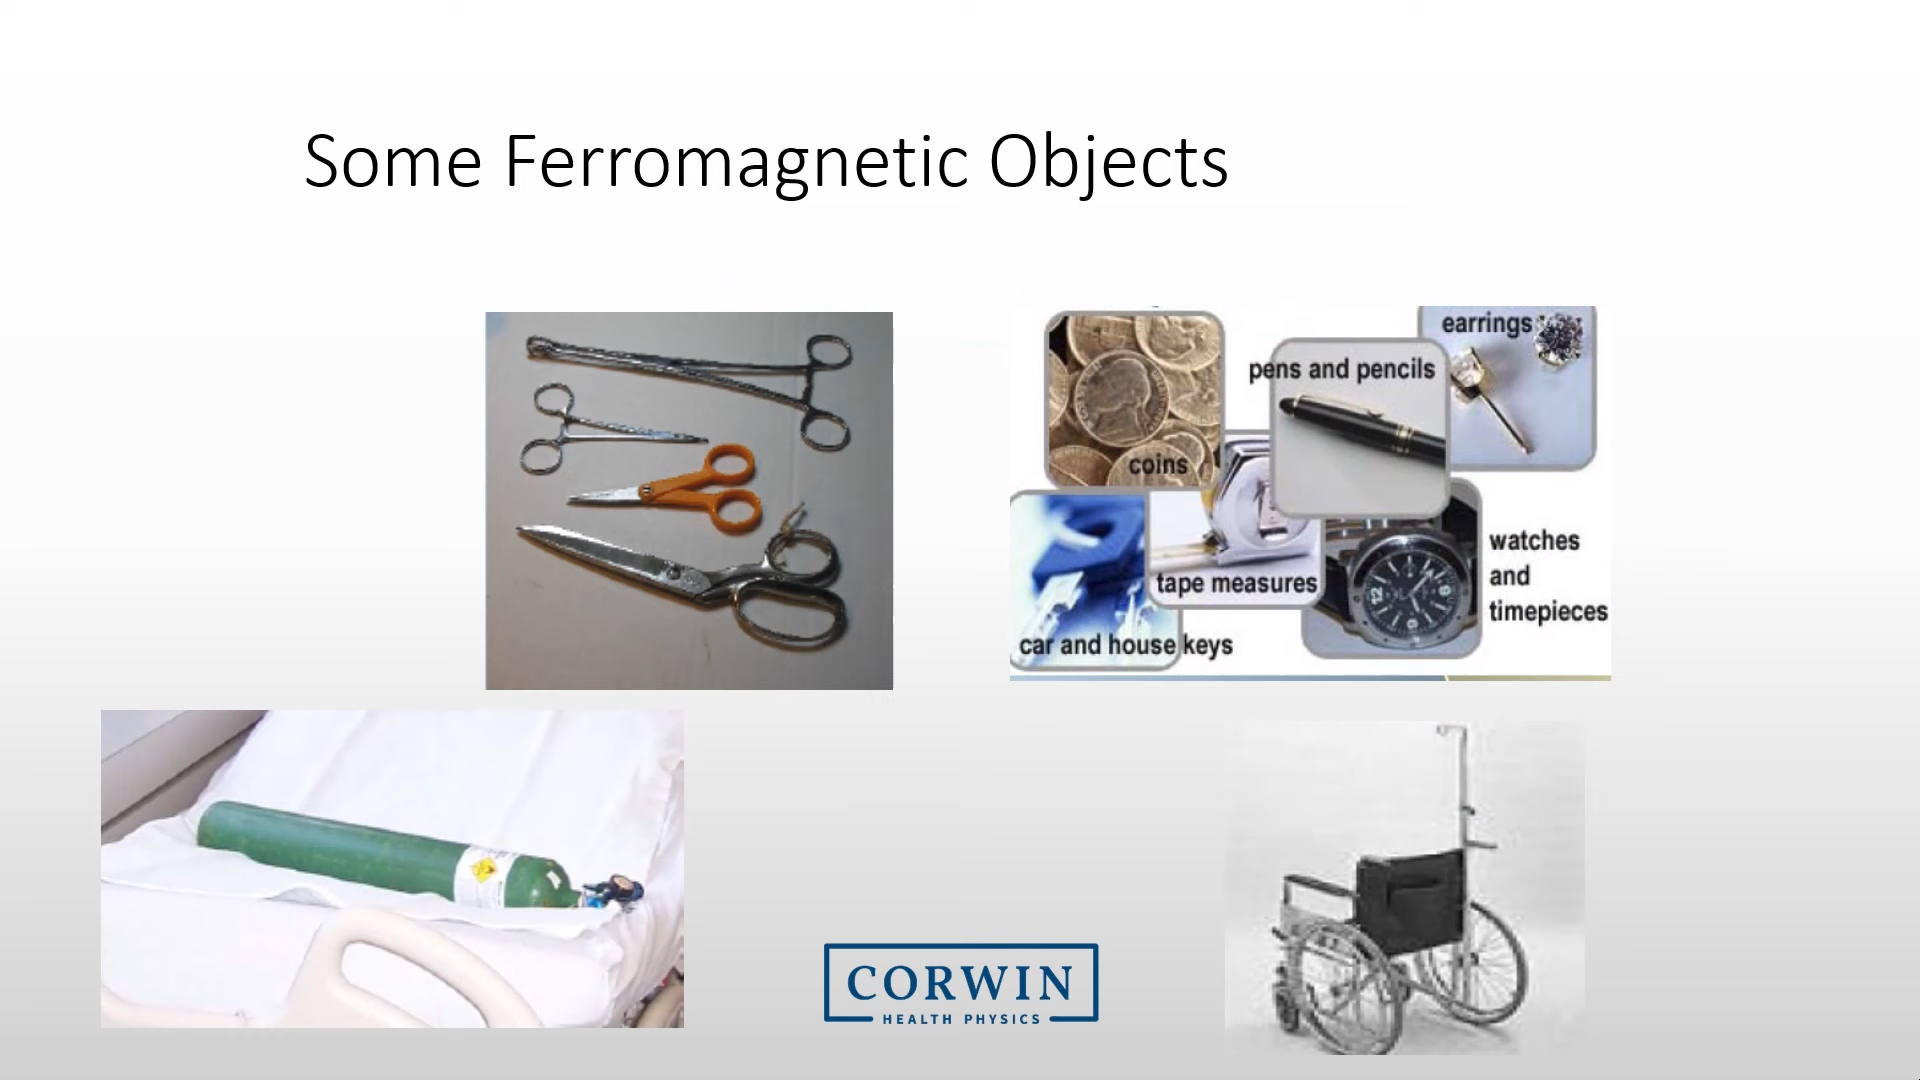 Some Ferromagnetic Objects
earrings
pens and pencils
coins
tape measures
watches
and
timepieces
car and house keys
CORWIN
HEALTH PHYSICS